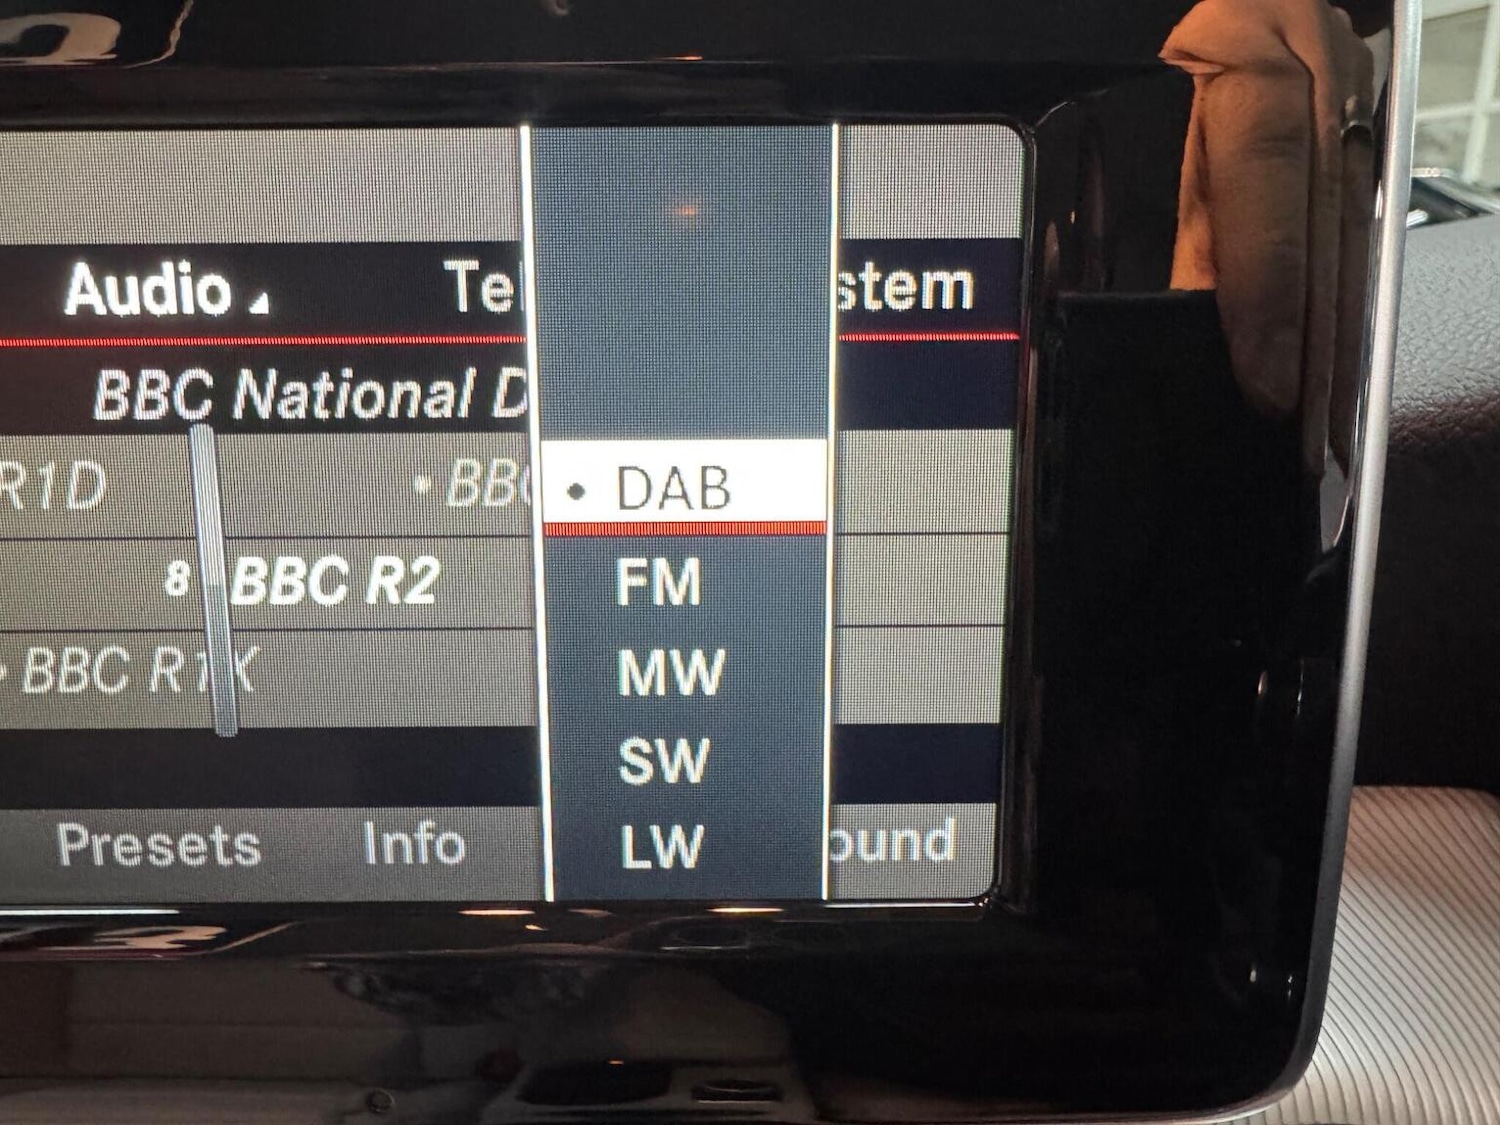 Audio Te stem
BBC National D
R1D • BBC • DAB
8 BBC R2 FM
BBC R1X MW
SW
LW
Presets Info ound